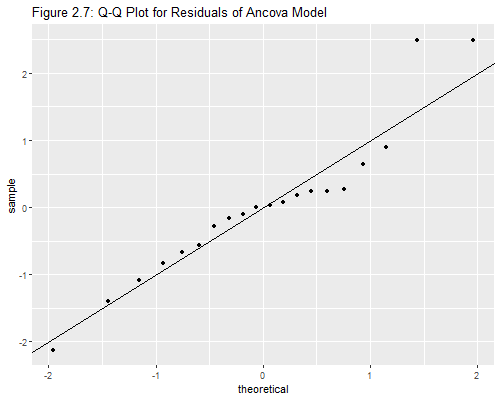 Figure 2.7: Q-Q Plot for Residuals of Ancova Model
2
1
0
-1
-2
sample
-2 -1 0 1 2
theoretical